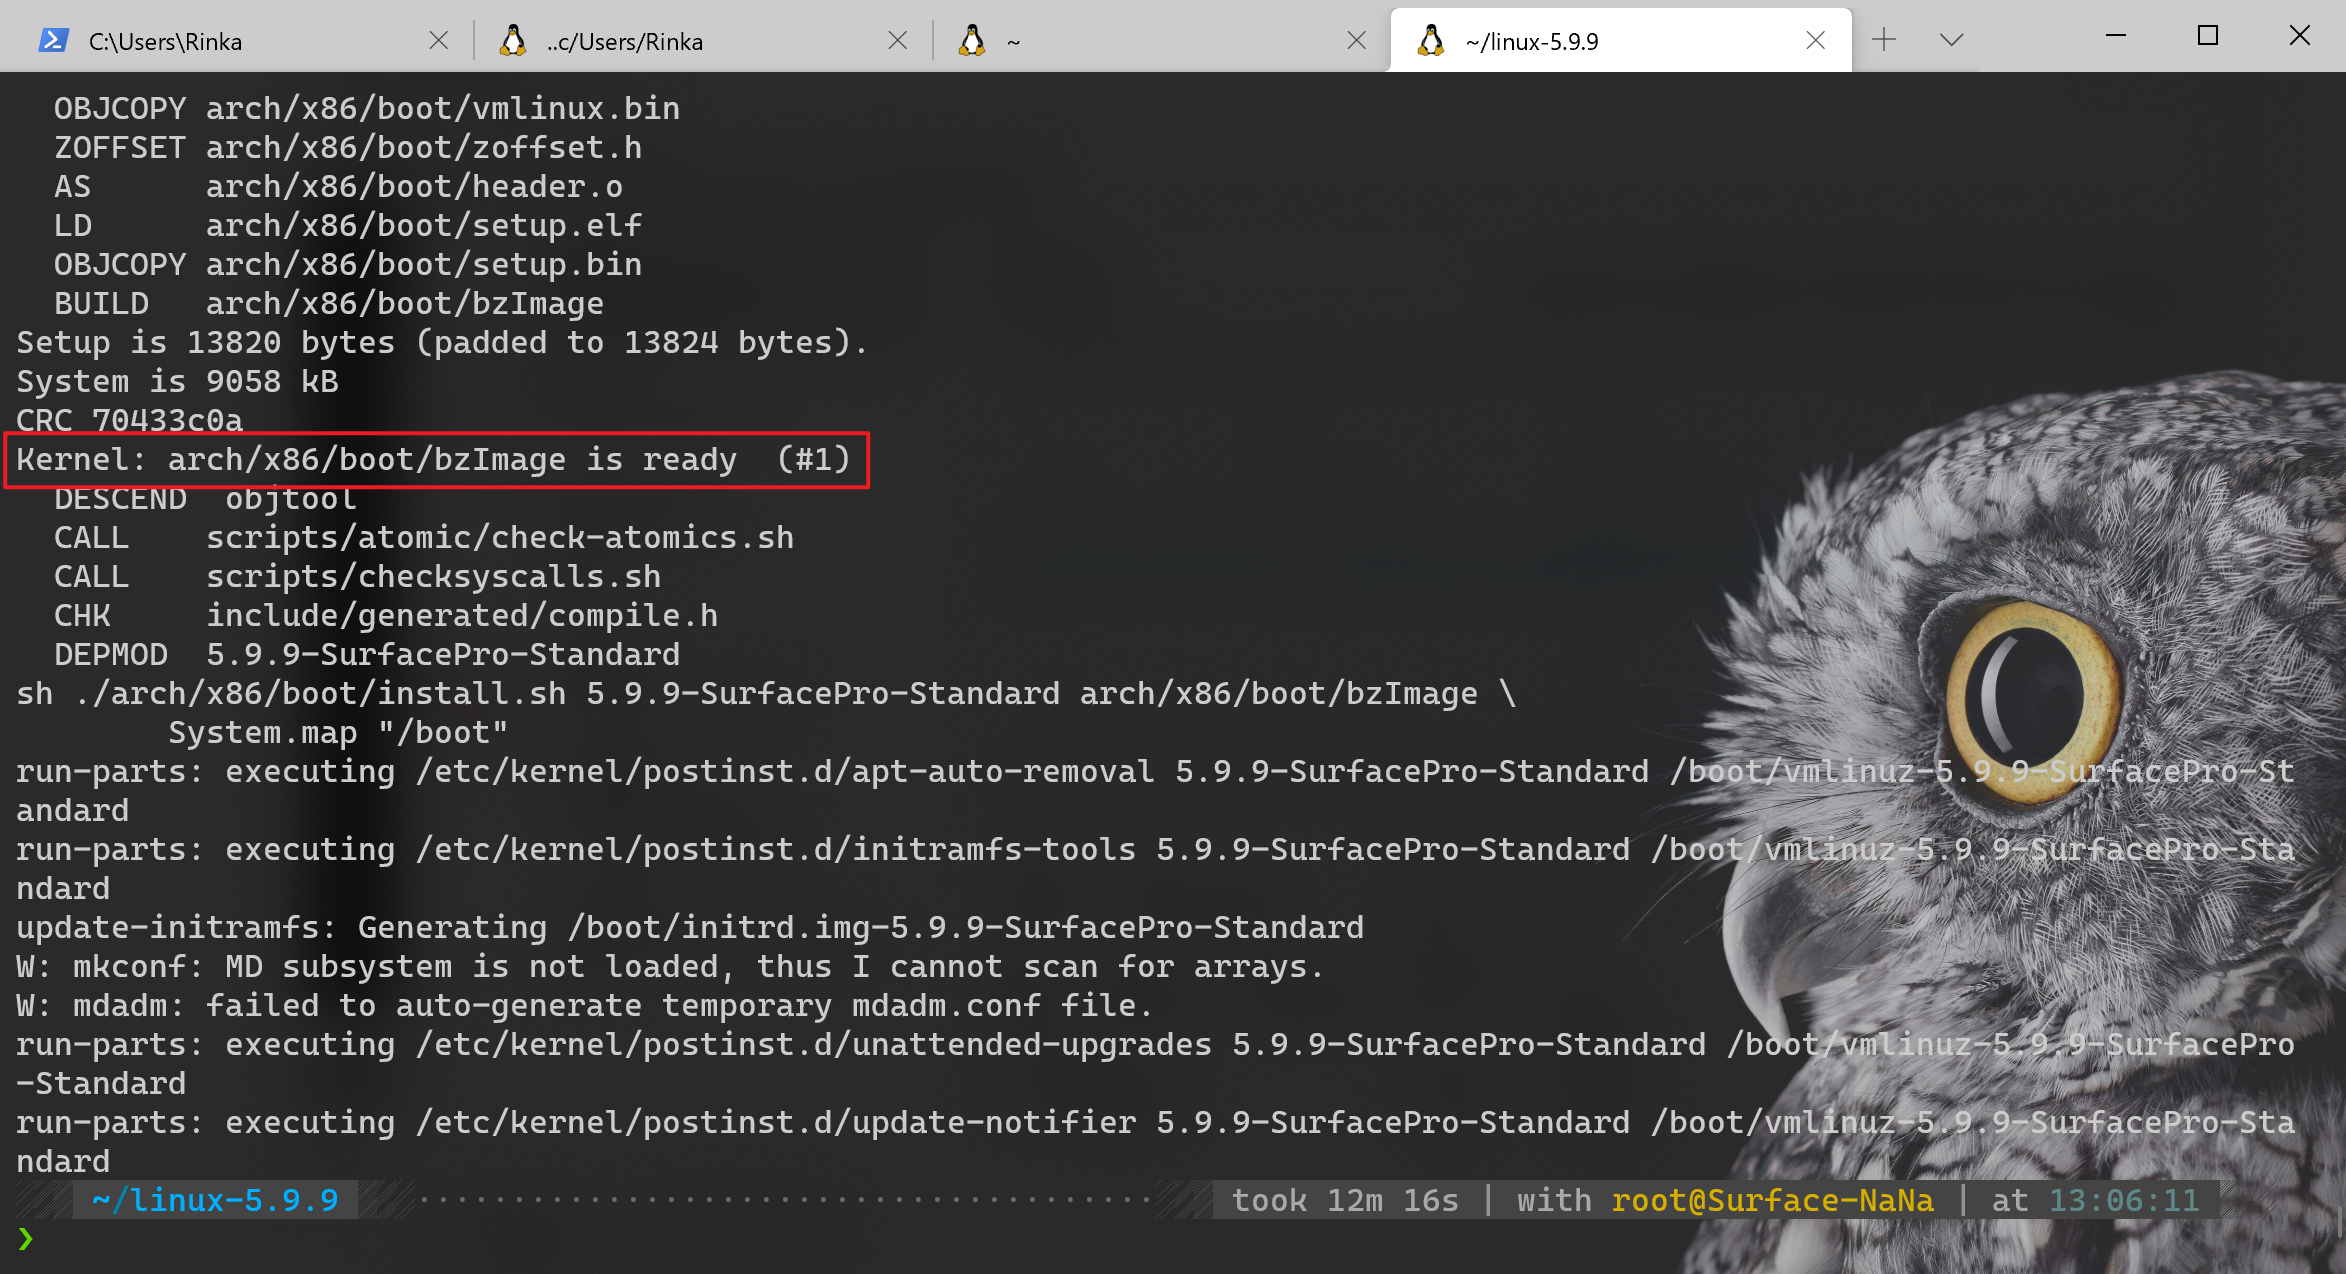 C:\Users\Rinka
..c/Users/Rinka
~
~/linux-5.9.9
OBJCOPY arch/x86/boot/vmlinux.bin
ZOFFSET arch/x86/boot/zoffset.h
AS      arch/x86/boot/header.o
LD      arch/x86/boot/setup.elf
OBJCOPY arch/x86/boot/setup.bin
BUILD   arch/x86/boot/bzImage
Setup is 13820 bytes (padded to 13824 bytes).
System is 9058 kB
CRC 70433c0a
Kernel: arch/x86/boot/bzImage is ready  (#1)
DESCEND  objtool
CALL    scripts/atomic/check-atomics.sh
CALL    scripts/checksyscalls.sh
CHK     include/generated/compile.h
DEPMOD  5.9.9-SurfacePro-Standard
sh ./arch/x86/boot/install.sh 5.9.9-SurfacePro-Standard arch/x86/boot/bzImage \
System.map "/boot"
run-parts: executing /etc/kernel/postinst.d/apt-auto-removal 5.9.9-SurfacePro-Standard /boot/vmlinuz-5.9.9-SurfacePro-St
andard
run-parts: executing /etc/kernel/postinst.d/initramfs-tools 5.9.9-SurfacePro-Standard /boot/vmlinuz-5.9.9-SurfacePro-Sta
ndard
update-initramfs: Generating /boot/initrd.img-5.9.9-SurfacePro-Standard
W: mkconf: MD subsystem is not loaded, thus I cannot scan for arrays.
W: mdadm: failed to auto-generate temporary mdadm.conf file.
run-parts: executing /etc/kernel/postinst.d/unattended-upgrades 5.9.9-SurfacePro-Standard /boot/vmlinuz-5.9.9-SurfacePro
-Standard
run-parts: executing /etc/kernel/postinst.d/update-notifier 5.9.9-SurfacePro-Standard /boot/vmlinuz-5.9.9-SurfacePro-Sta
ndard
~/linux-5.9.9 took 12m 16s | with root@Surface-NaNa | at 13:06:11
❯